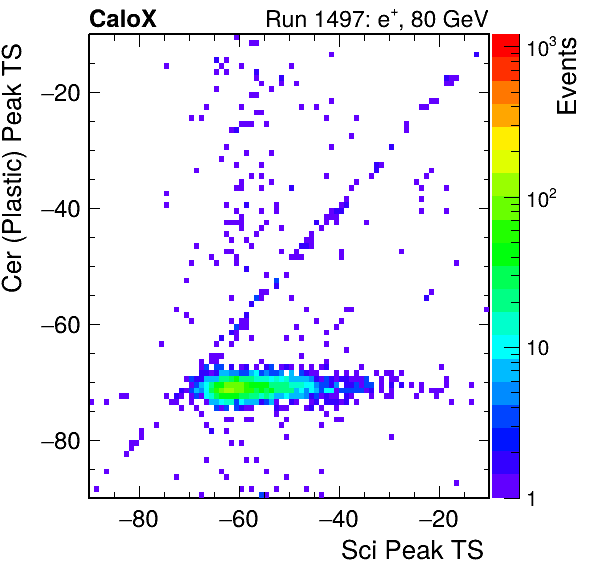 CaloX Run 1497: e⁺, 80 GeV
Cer (Plastic) Peak TS
−20
−40
−60
−80
−80 −60 −40 −20
Sci Peak TS
10³
10²
10
1
Events